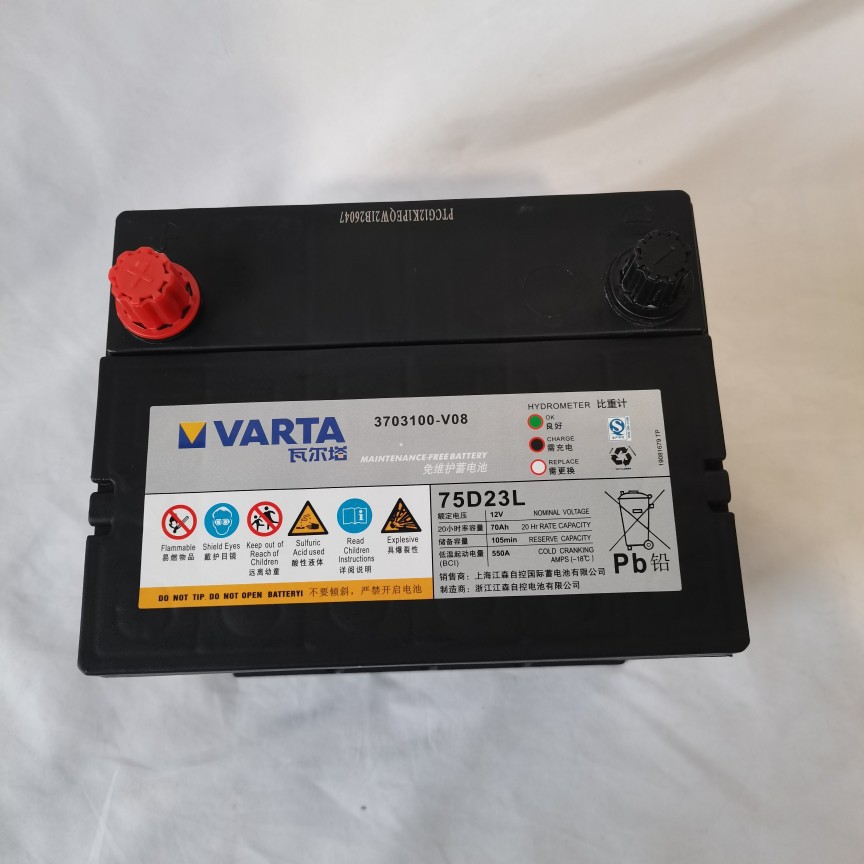 PTCG12K1PEQW21B26047
VARTA
瓦尔塔
3703100-V08
MAINTENANCE-FREE BATTERY
免维护蓄电池
HYDROMETER 比重计
OK
良好
CHARGE
需充电
REPLACE
需更换
19081679 TP
Flammable
易燃物品
Shield Eyes
戴护目镜
Keep out of
Reach of
Children
远离幼童
Sulfuric
Acid used
酸性液体
Read
Children
Instructions
详阅说明
Explosive
具爆裂性
DO NOT TIP DO NOT OPEN BATTERY! 不要倾斜，严禁开启电池
75D23L
额定电压 12V NOMINAL VOLTAGE
20小时率容量 70Ah 20 HR RATE CAPACITY
储备容量 105min RESERVE CAPACITY
低温起动电量 550A COLD CRANKING
(BCI) AMPS (-18℃)
销售商：上海江森自控国际蓄电池有限公司
制造商：浙江江森自控电池有限公司
Pb铅